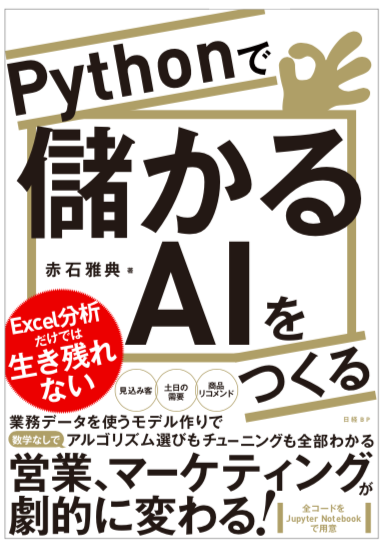 Pythonで
儲かる
AIを
つくる
赤石雅典 著
Excel分析
だけでは
生き残れ
ない
見込み客
土日の
需要
商品
リコメンド
日経BP
業務データを使うモデル作りで
数学なしで アルゴリズム選びもチューニングも全部わかる
営業、マーケティングが
劇的に変わる!
全コードを
Jupyter Notebook
で用意